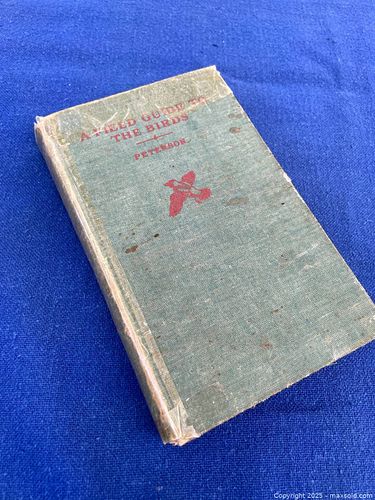 A FIELD GUIDE TO
THE BIRDS
PETERSON
Copyright 2025 - maxsold.com